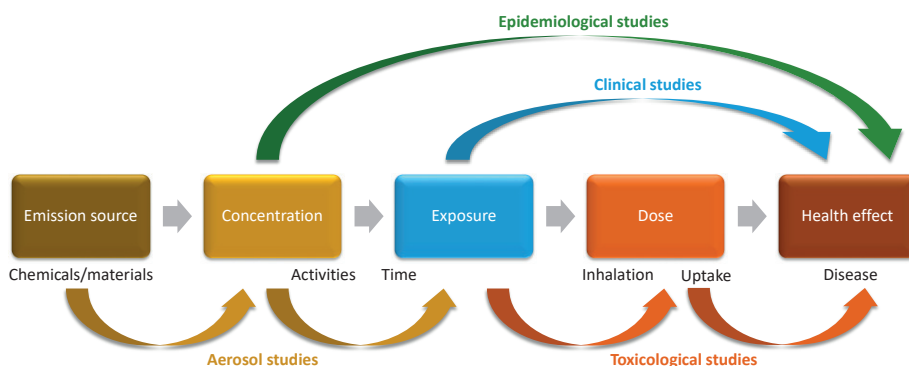 Epidemiological studies
Clinical studies
Emission source
Concentration
Exposure
Dose
Health effect
Chemicals/materials
Activities
Time
Inhalation
Uptake
Disease
Aerosol studies
Toxicological studies